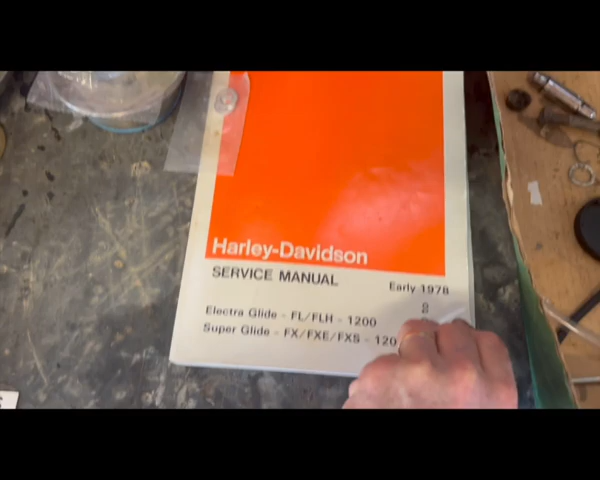 Harley-Davidson
SERVICE MANUAL
Early 1978
Electra Glide - FL/FLH - 1200
Super Glide - FX/FXE/FXS - 120